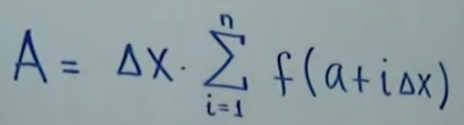 A = Δx · ∑_{i=1}^{n} f(a+iΔx)